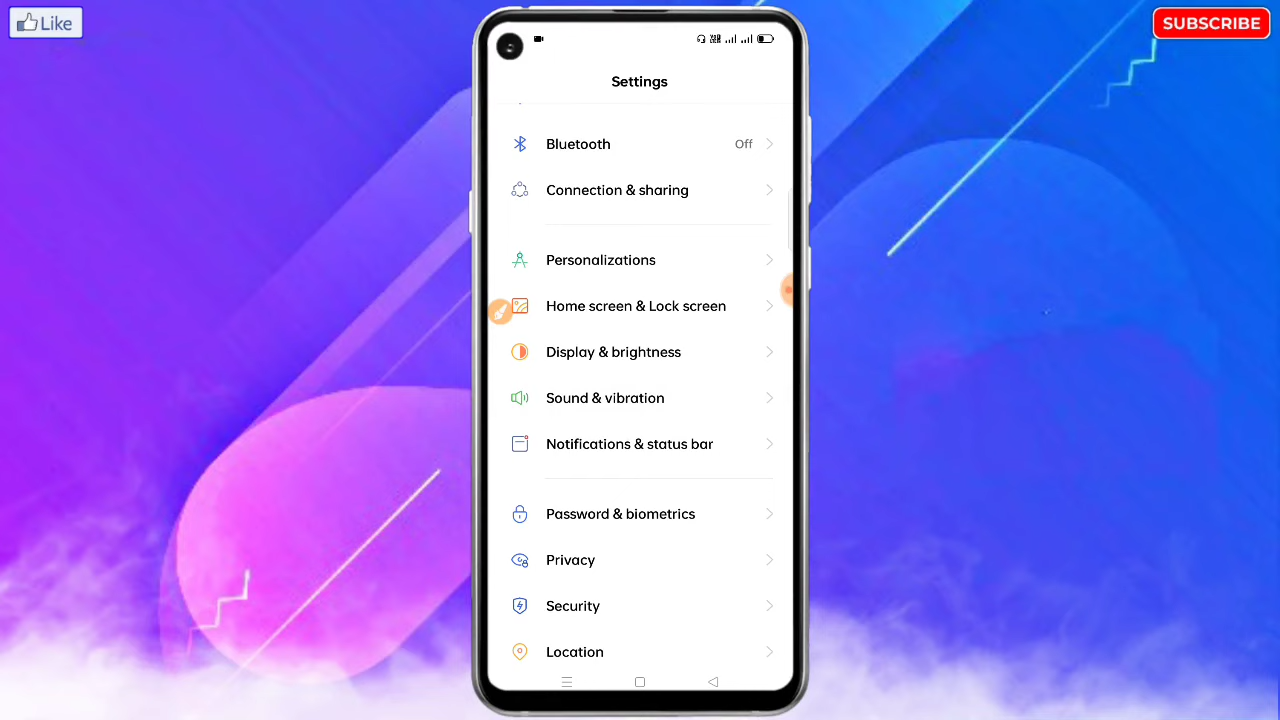 Like
SUBSCRIBE
Settings
Bluetooth Off
Connection & sharing
Personalizations
Home screen & Lock screen
Display & brightness
Sound & vibration
Notifications & status bar
Password & biometrics
Privacy
Security
Location